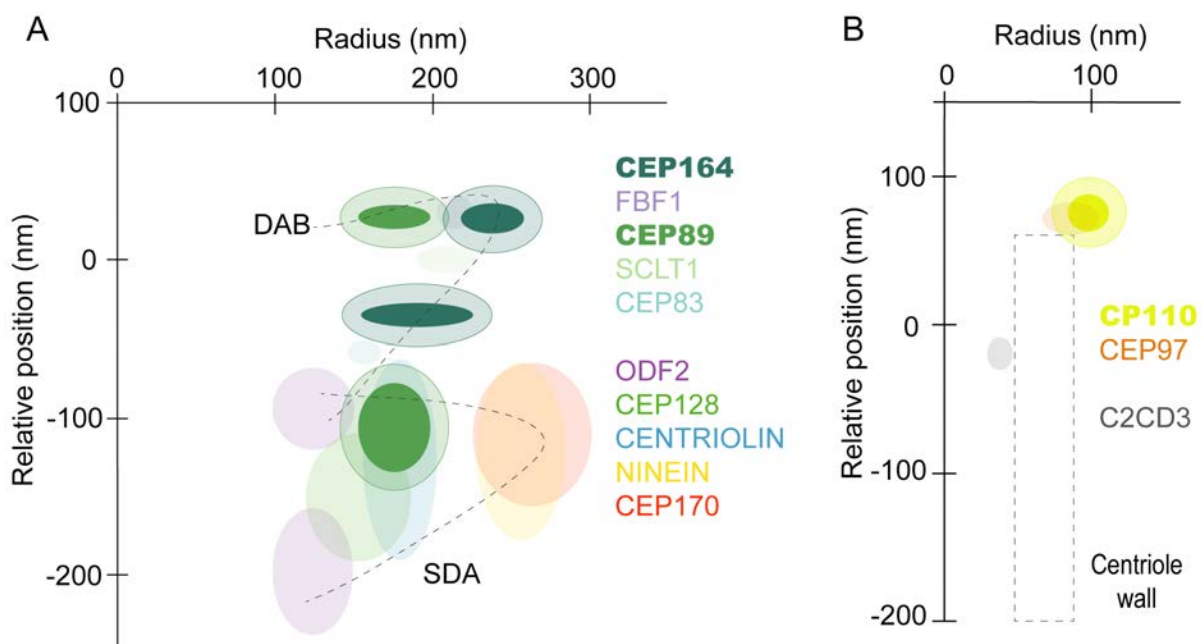 A
Radius (nm)
0 100 200 300
100
0
-100
-200
Relative position (nm)
DAB
SDA
CEP164
FBF1
CEP89
SCLT1
CEP83
ODF2
CEP128
CENTRIOLIN
NINEIN
CEP170
B
Radius (nm)
0 100
100
0
-100
-200
Relative position (nm)
CP110
CEP97
C2CD3
Centriole
wall